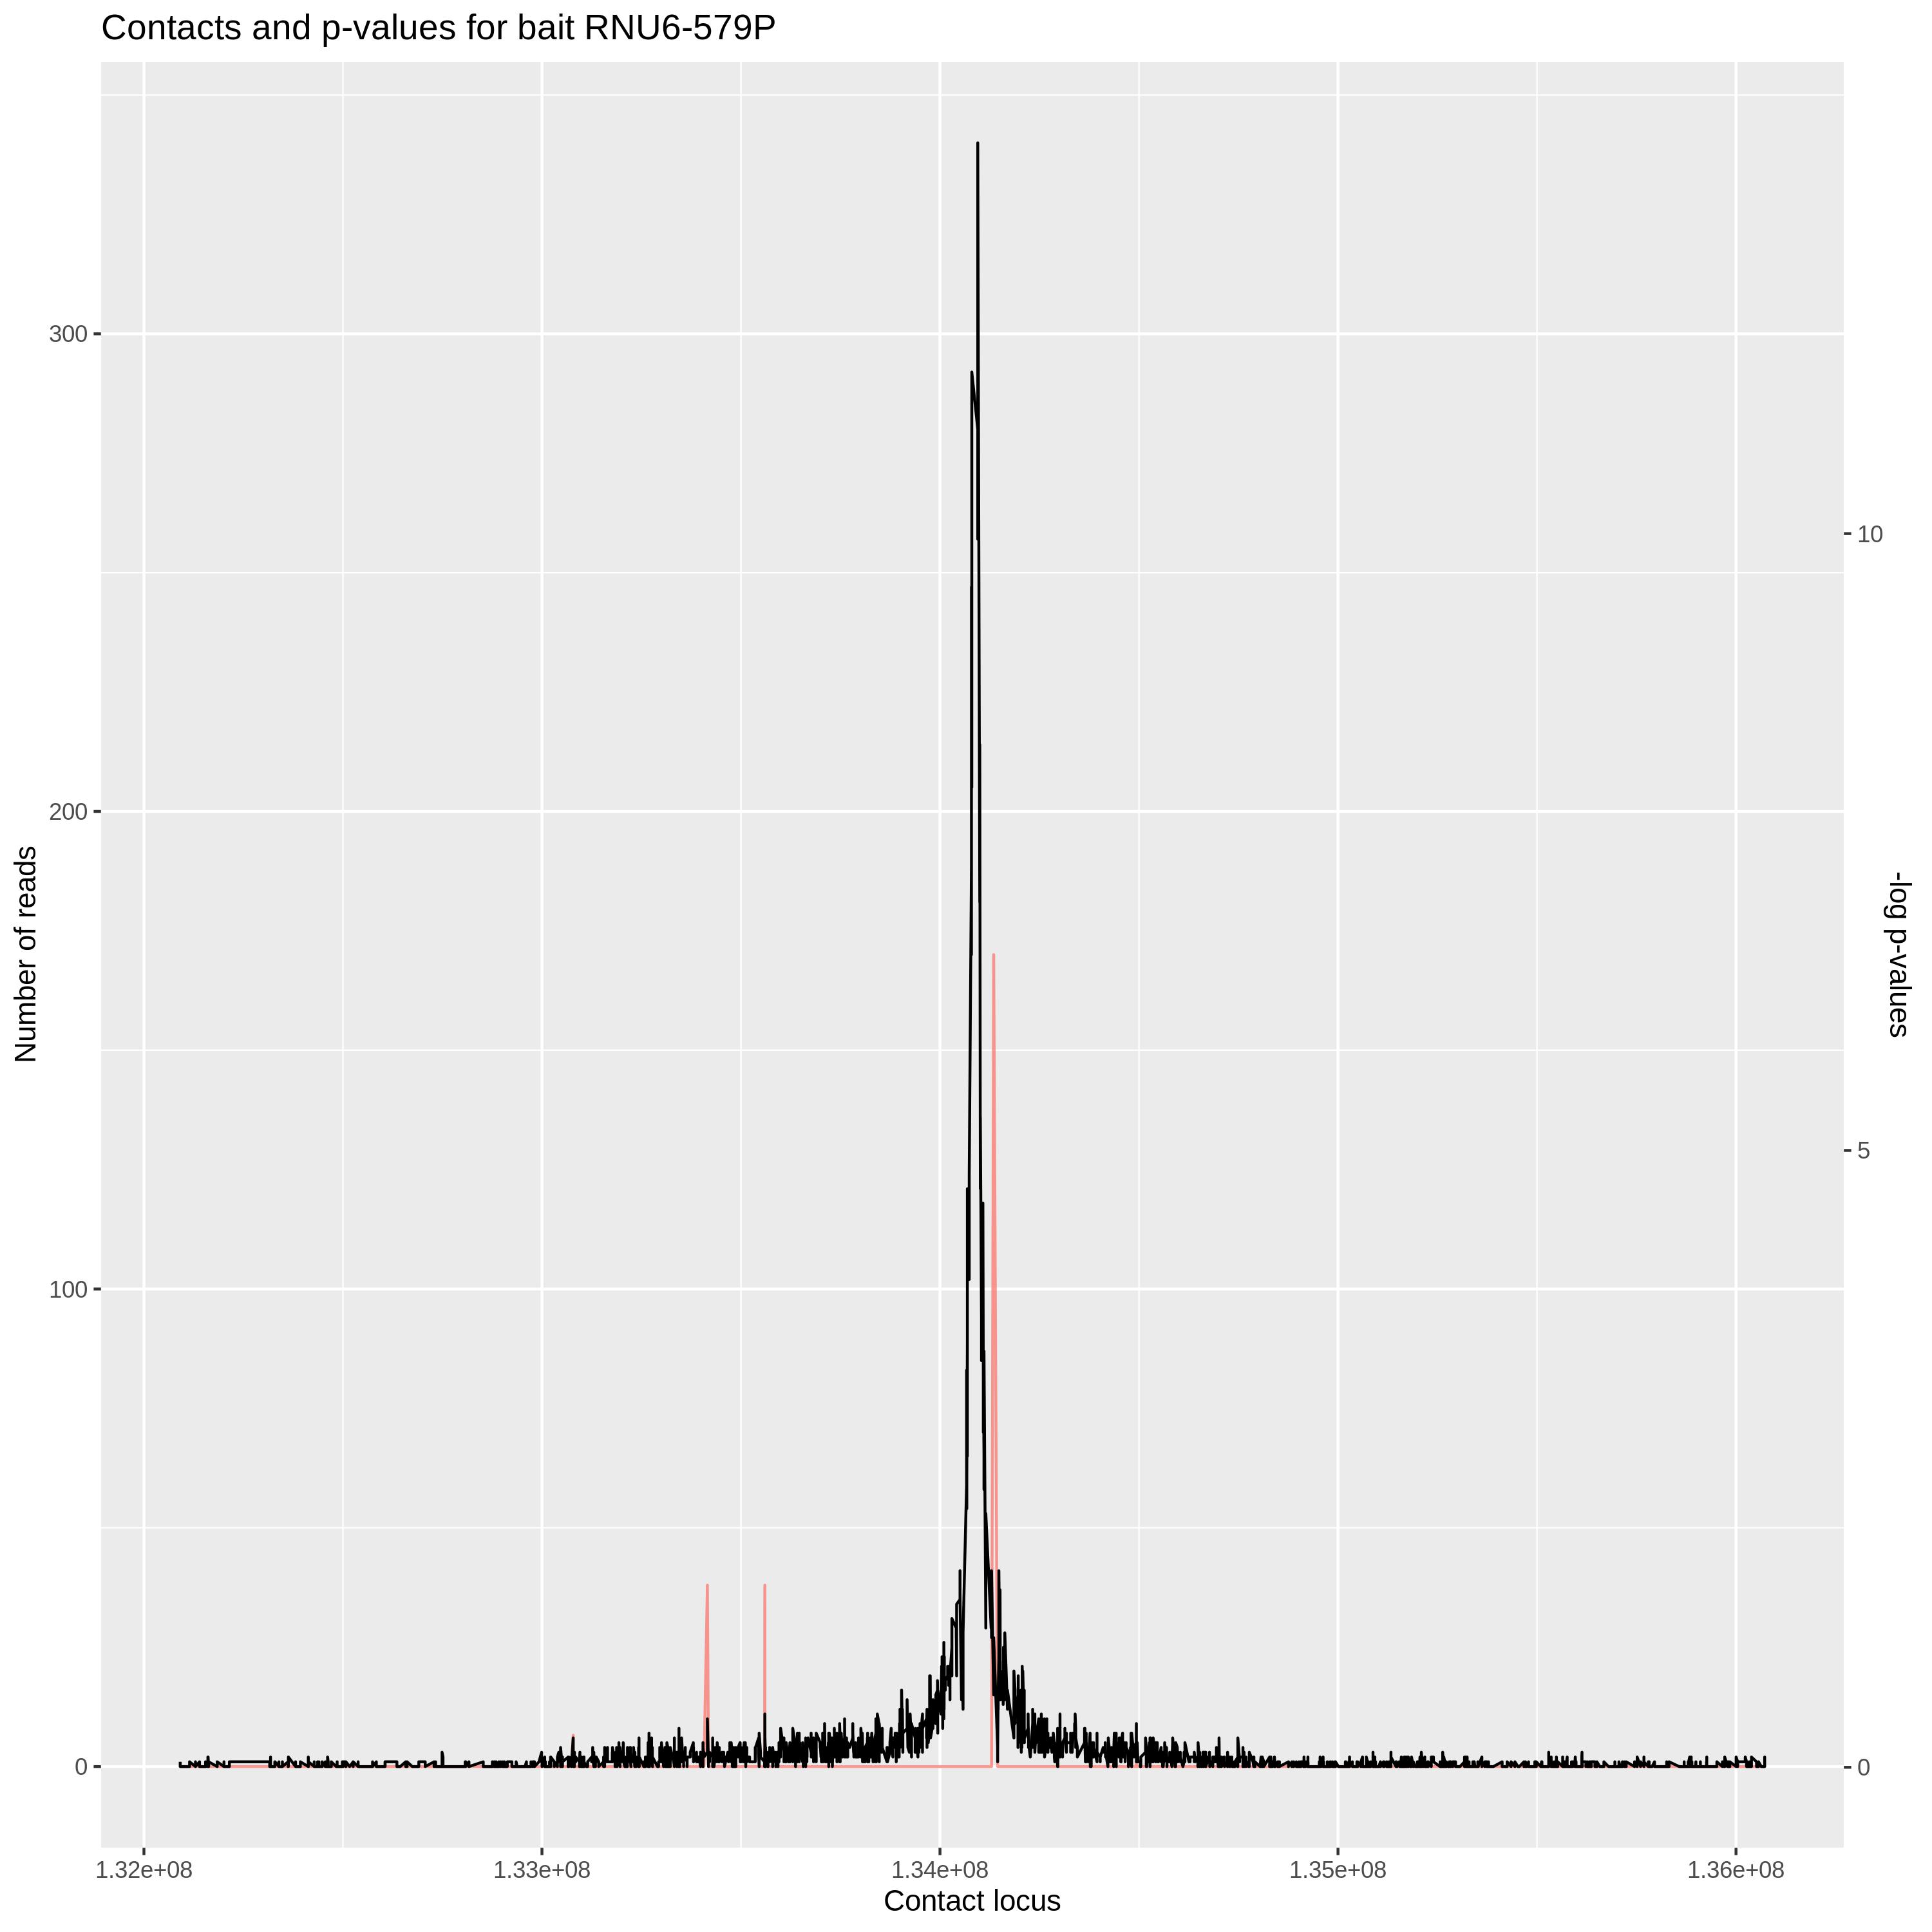 Contacts and p-values for bait RNU6-579P
300
200
100
0
Number of reads
10
5
0
-log p-values
1.32e+08 1.33e+08 1.34e+08 1.35e+08 1.36e+08
Contact locus